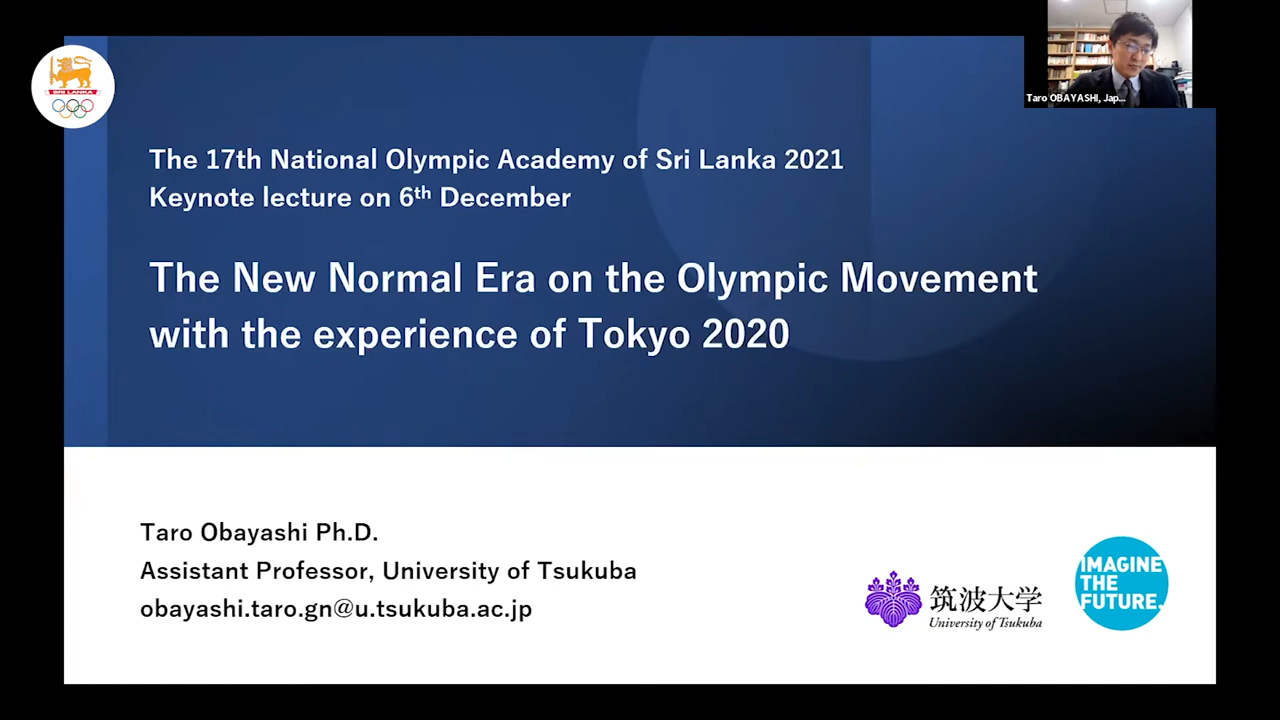 SRI LANKA
Taro OBAYASHI, Jap...
The 17th National Olympic Academy of Sri Lanka 2021
Keynote lecture on 6th December
The New Normal Era on the Olympic Movement
with the experience of Tokyo 2020
Taro Obayashi Ph.D.
Assistant Professor, University of Tsukuba
obayashi.taro.gn@u.tsukuba.ac.jp
筑波大学
University of Tsukuba
IMAGINE
THE
FUTURE.